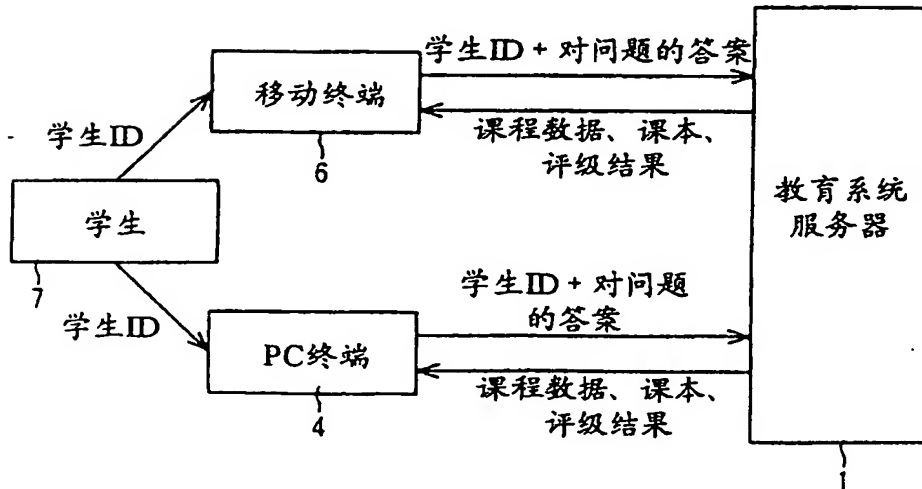 学生ID + 对问题的答案
移动终端
课程数据、课本、
评级结果
6
学生ID
学生
7
学生ID
教育系统
服务器
学生ID + 对问题
的答案
PC终端
课程数据、课本、
评级结果
4
1